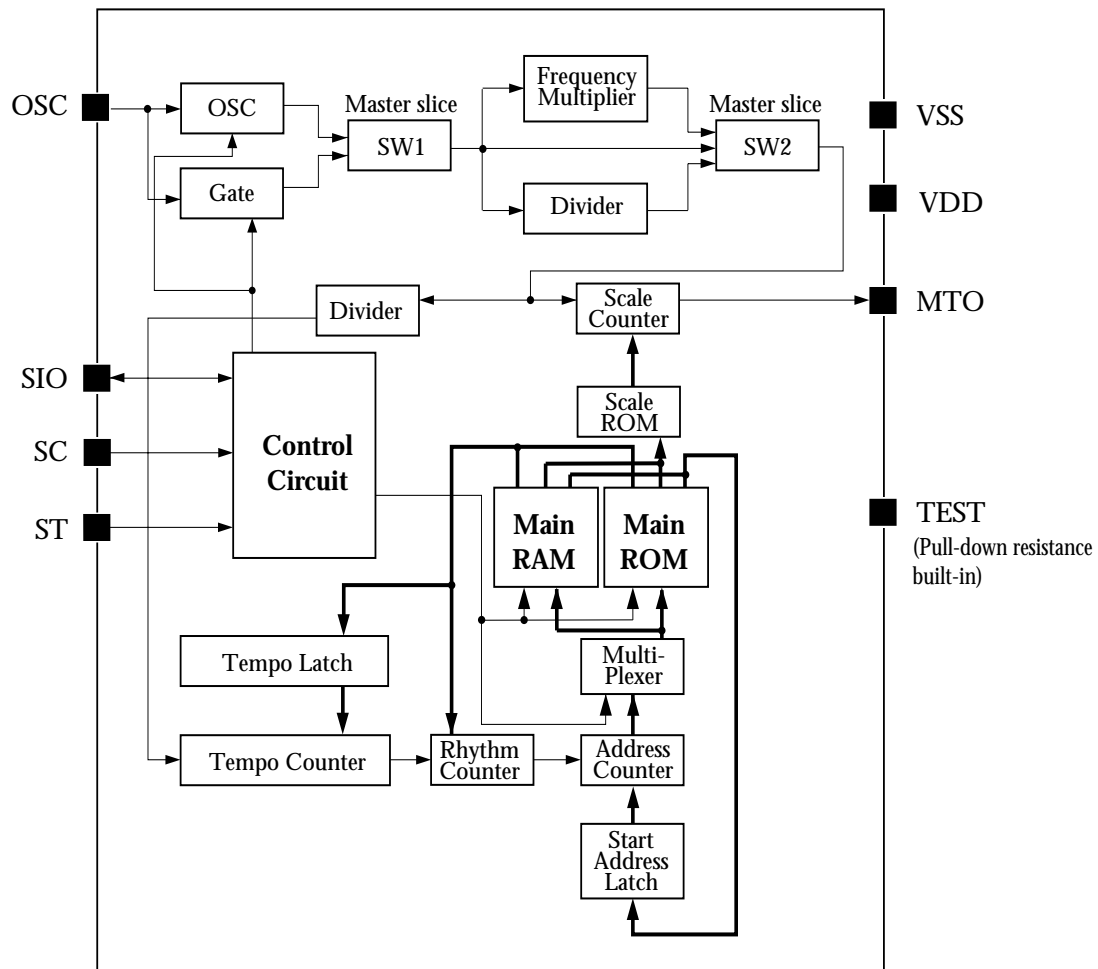 OSC
OSC
Master slice
SW1
Frequency
Multiplier
Master slice
SW2
VSS
Gate
Divider
VDD
Divider
Scale
Counter
MTO
SIO
Control
Circuit
Scale
ROM
SC
ST
Main
RAM
Main
ROM
TEST
(Pull-down resistance
built-in)
Tempo Latch
Multi-
Plexer
Tempo Counter
Rhythm
Counter
Address
Counter
Start
Address
Latch